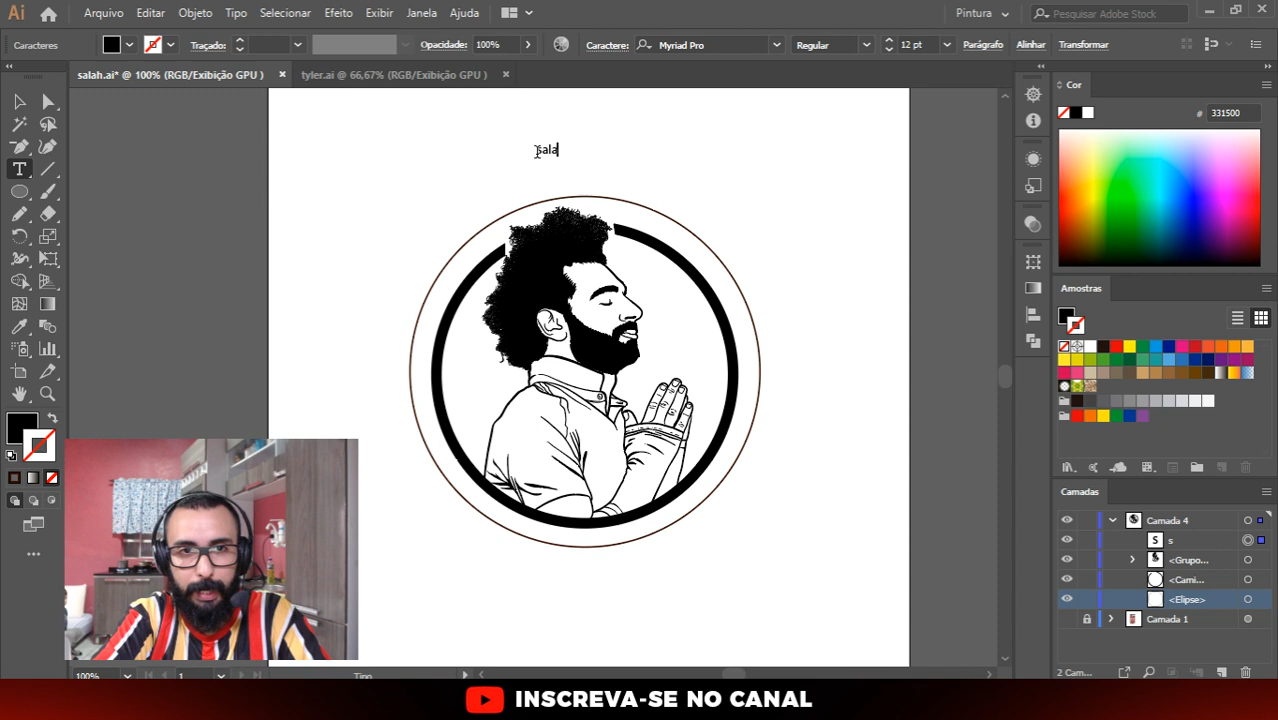 Ai Arquivo Editar Objeto Tipo Selecionar Efeito Exibir Janela Ajuda Pintura Pesquisar Adobe Stock
Caracteres Traçado: Opacidade: 100% Caractere: Myriad Pro Regular 12 pt Parágrafo Alinhar Transformar
salah.ai* @ 100% (RGB/Exibição GPU) × tyler.ai @ 66,67% (RGB/Exibição GPU) ×
Cor
# 331500
sala
Amostras
Camadas
Camada 4
S s
<Grupo...
<Cami...
<Elipse>
Camada 1
100% 1 Tipo 2 Cam...
INSCREVA-SE NO CANAL